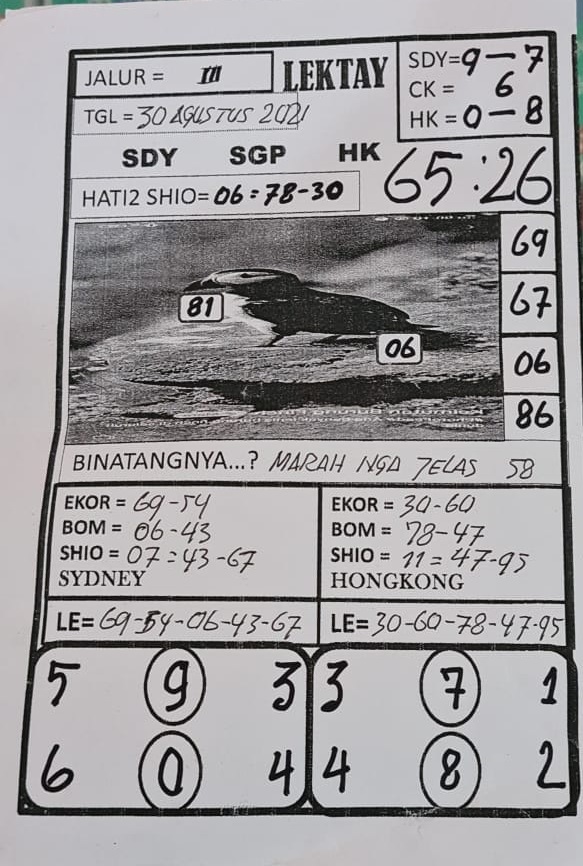 JALUR = III
LEKTAY
SDY=9-7
CK = 6
HK = 0-8
TGL = 30 AGUSTUS 2021
SDY SGP HK
65:26
HATI2 SHIO= 06=78-30
69
67
06
86
81
06
BINATANGNYA...? MARAH NGA JELAS 58
EKOR = 69-54
BOM = 06-43
SHIO = 07=43-67
SYDNEY
EKOR = 30-60
BOM = 78-47
SHIO = 11=47-95
HONGKONG
LE= 69-54-06-43-67
LE= 30-60-78-47-95
5 9 3 3 7 1
6 0 4 4 8 2